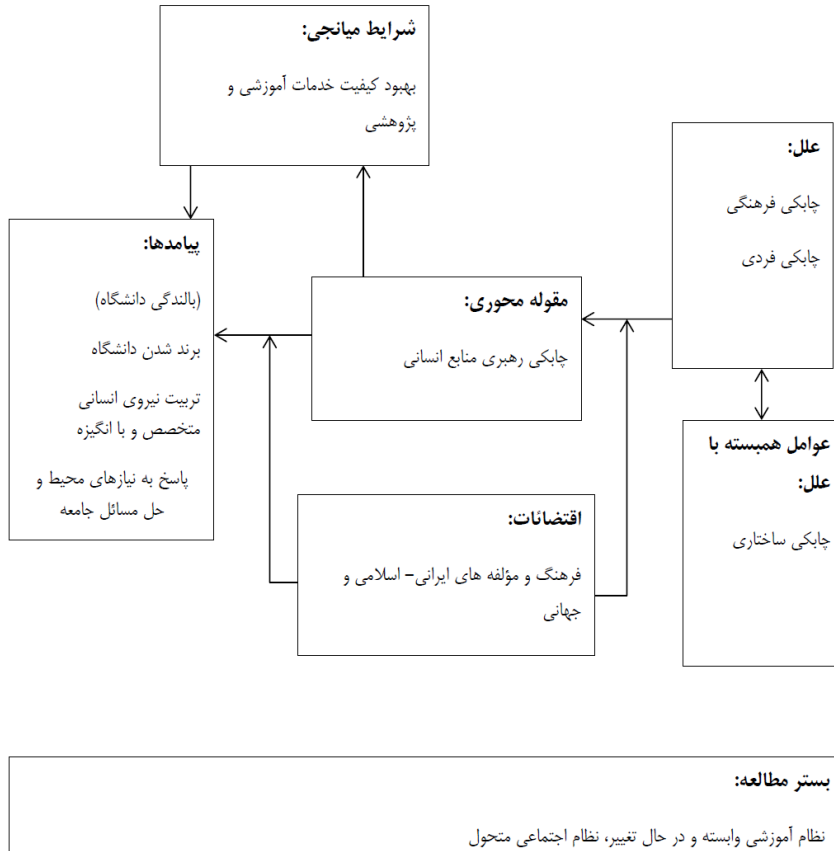 شرایط میانجی:
بهبود کیفیت خدمات آموزشی و
پژوهشی
علل:
چابکی فرهنگی
چابکی فردی
پیامدها:
(بالندگی دانشگاه)
برند شدن دانشگاه
تربیت نیروی انسانی
متخصص و با انگیزه
پاسخ به نیازهای محیط و
حل مسائل جامعه
مقوله محوری:
چابکی رهبری منابع انسانی
عوامل همبسته با
علل:
چابکی ساختاری
اقتضائات:
فرهنگ و مؤلفه های ایرانی– اسلامی و
جهانی
بستر مطالعه:
نظام آموزشی وابسته و در حال تغییر، نظام اجتماعی متحول